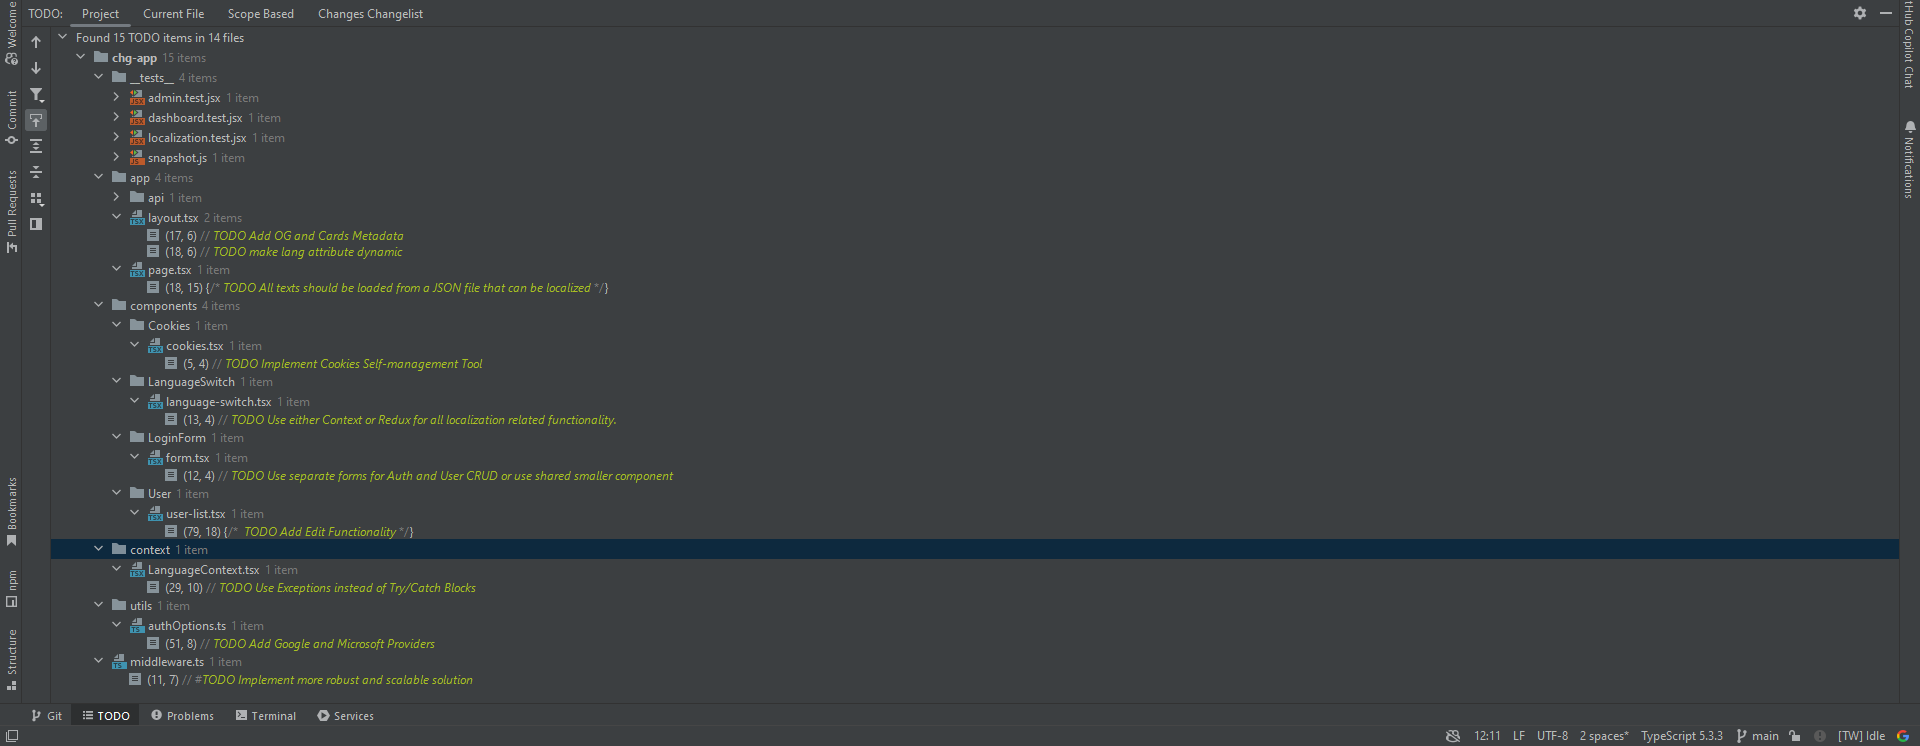 TODO: Project Current File Scope Based Changes Changelist
Welcome
Commit
Pull Requests
Bookmarks
npm
Structure
Found 15 TODO items in 14 files
chg-app 15 items
__tests__ 4 items
admin.test.jsx 1 item
dashboard.test.jsx 1 item
localization.test.jsx 1 item
snapshot.js 1 item
app 4 items
api 1 item
layout.tsx 2 items
(17, 6) // TODO Add OG and Cards Metadata
(18, 6) // TODO make lang attribute dynamic
page.tsx 1 item
(18, 15) {/* TODO All texts should be loaded from a JSON file that can be localized */}
components 4 items
Cookies 1 item
cookies.tsx 1 item
(5, 4) // TODO Implement Cookies Self-management Tool
LanguageSwitch 1 item
language-switch.tsx 1 item
(13, 4) // TODO Use either Context or Redux for all localization related functionality.
LoginForm 1 item
form.tsx 1 item
(12, 4) // TODO Use separate forms for Auth and User CRUD or use shared smaller component
User 1 item
user-list.tsx 1 item
(79, 18) {/* TODO Add Edit Functionality */}
context 1 item
LanguageContext.tsx 1 item
(29, 10) // TODO Use Exceptions instead of Try/Catch Blocks
utils 1 item
authOptions.ts 1 item
(51, 8) // TODO Add Google and Microsoft Providers
middleware.ts 1 item
(11, 7) // #TODO Implement more robust and scalable solution
tHub Copilot Chat
Notifications
Git TODO Problems Terminal Services
12:11 LF UTF-8 2 spaces* TypeScript 5.3.3 main [TW] Idle